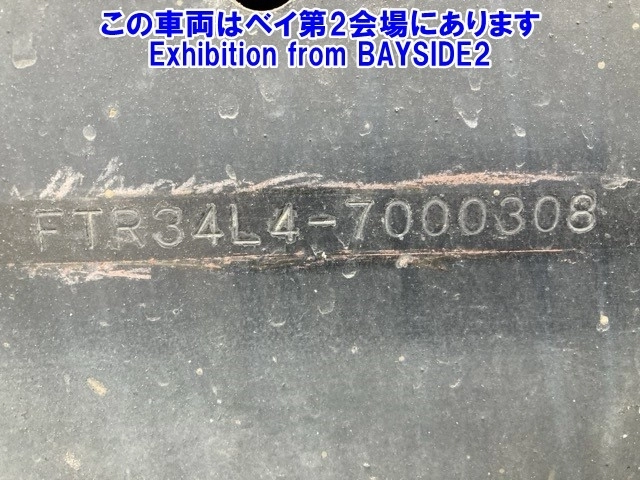 この車両はベイ第2会場にあります
Exhibition from BAYSIDE2
FTR34L4-7000308